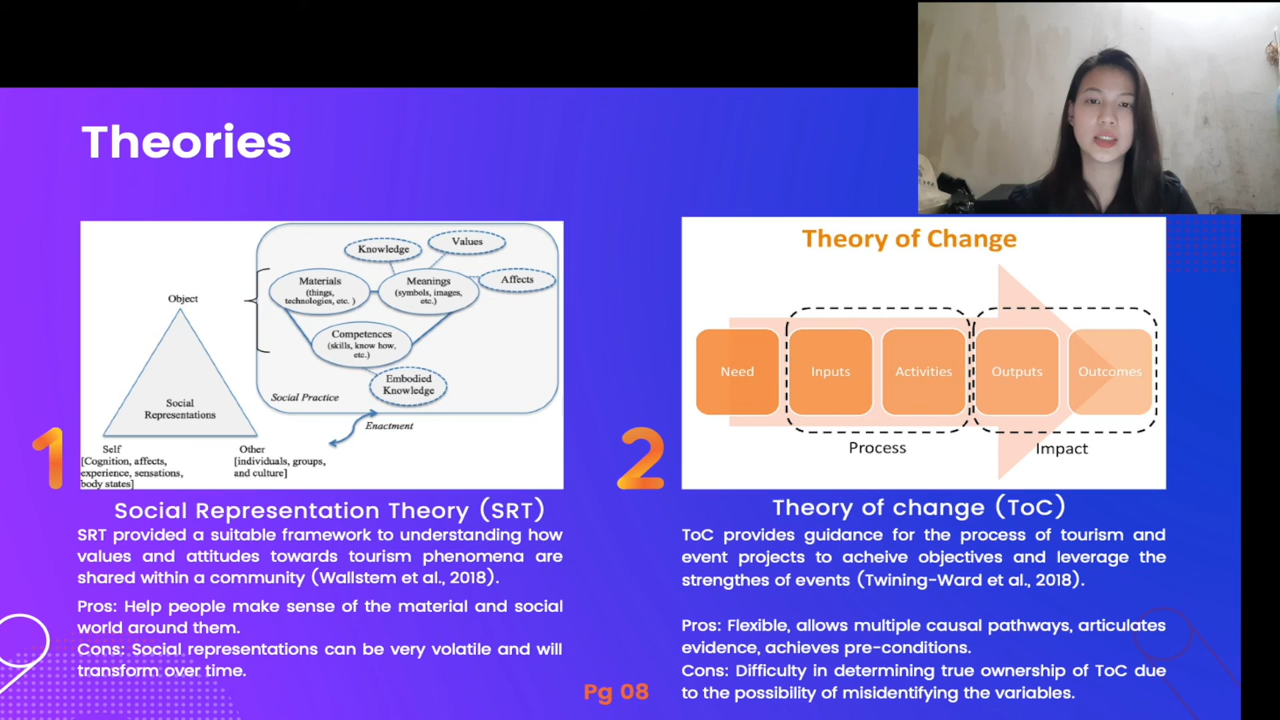 Theories
Object
Social
Representations
Self
[Cognition, affects,
experience, sensations,
body states]
Other
[individuals, groups,
and culture]
Knowledge
Values
Materials
(things,
technologies, etc. )
Meanings
(symbols, images,
etc.)
Affects
Competences
(skills, know how,
etc.)
Embodied
Knowledge
Social Practice
Enactment
1
Social Representation Theory (SRT)
SRT provided a suitable framework to understanding how
values and attitudes towards tourism phenomena are
shared within a community (Wallstem et al., 2018).
Pros: Help people make sense of the material and social
world around them.
Cons: Social representations can be very volatile and will
transform over time.
Theory of Change
Need
Inputs
Activities
Outputs
Outcomes
Process
Impact
2
Theory of change (ToC)
ToC provides guidance for the process of tourism and
event projects to acheive objectives and leverage the
strengthes of events (Twining-Ward et al., 2018).
Pros: Flexible, allows multiple causal pathways, articulates
evidence, achieves pre-conditions.
Cons: Difficulty in determining true ownership of ToC due
to the possibility of misidentifying the variables.
Pg 08